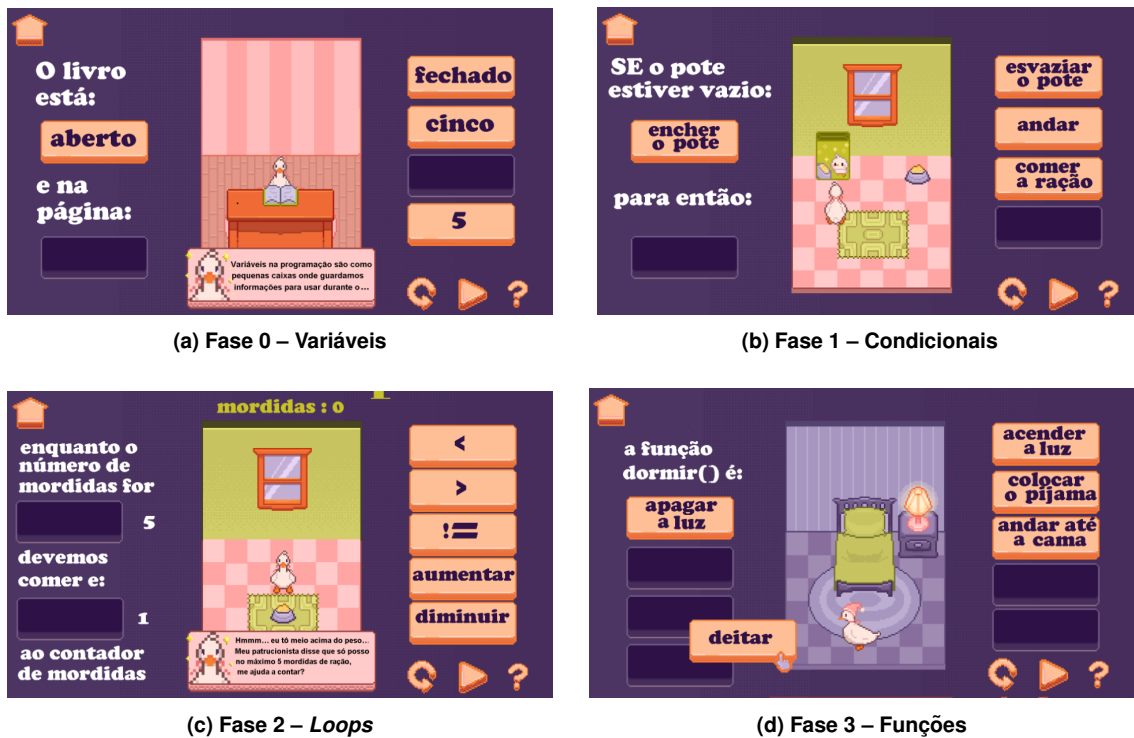 O livro
está:
aberto
e na
página:
fechado
cinco
5
Variáveis na programação são como
pequenas caixas onde guardamos
informações para usar durante o...
?
(a) Fase 0 – Variáveis
SE o pote
estiver vazio:
encher
o pote
para então:
esvaziar
o pote
andar
comer
a ração
?
(b) Fase 1 – Condicionais
mordidas : 0
enquanto o
número de
mordidas for
5
devemos
comer e:
1
ao contador
de mordidas
<
>
!=
aumentar
diminuir
Hmmm... eu tô meio acima do peso...
Meu patrucionista disse que só posso
no máximo 5 mordidas de ração,
me ajuda a contar?
?
(c) Fase 2 – Loops
a função
dormir() é:
apagar
a luz
deitar
acender
a luz
colocar
o pijama
andar até
a cama
?
(d) Fase 3 – Funções